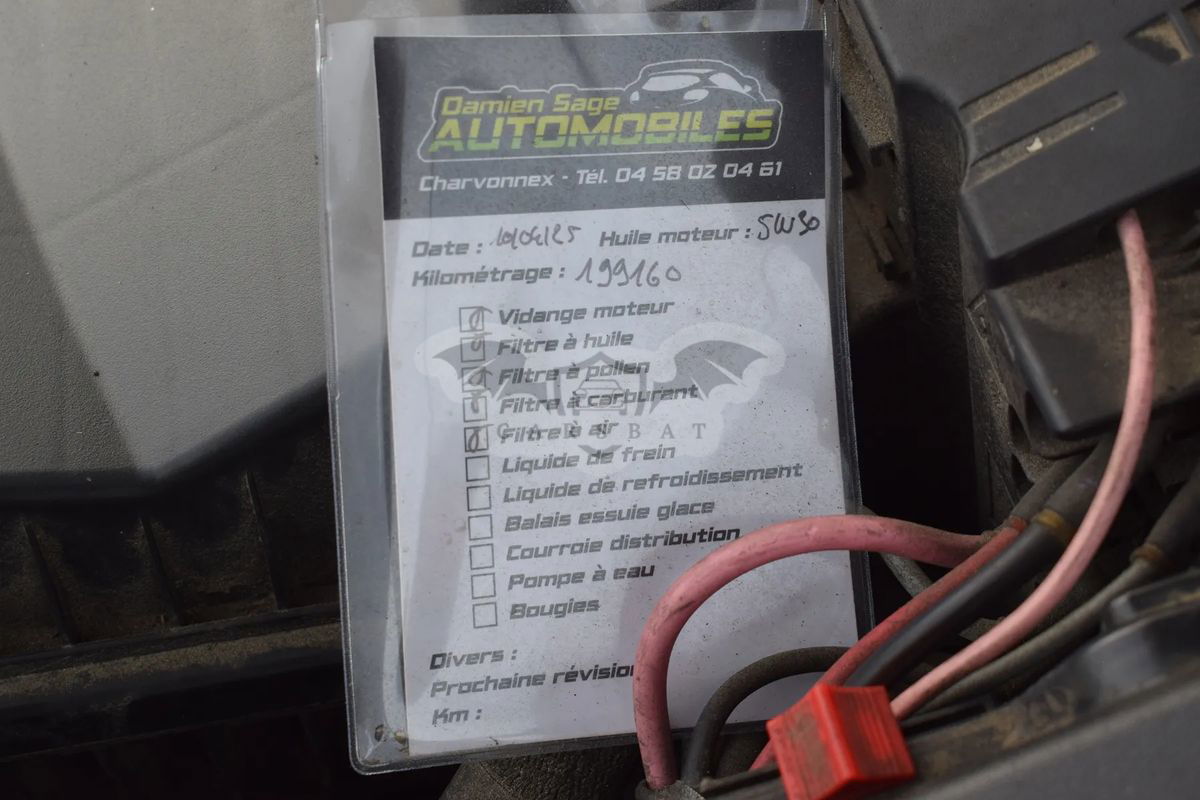 Damien Sage
AUTOMOBILES
Charvonnex - Tél. 04 58 02 04 61
Date : 10/04/25 Huile moteur : 5W30
Kilométrage : 199160
Vidange moteur
Filtre à huile
Filtre à pollen
Filtre à carburant
Filtre à air
CARSBAT
Liquide de frein
Liquide de refroidissement
Balais essuie glace
Courroie distribution
Pompe à eau
Bougies
Divers :
Prochaine révision
Km :